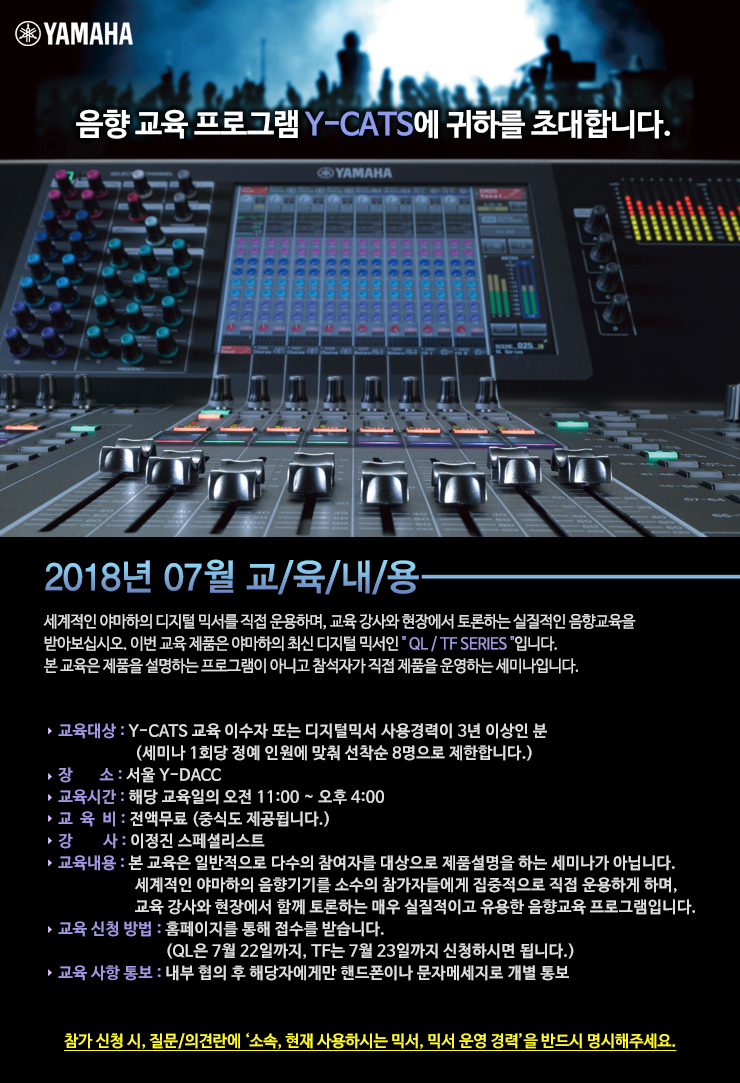 YAMAHA
음향 교육 프로그램 Y-CATS에 귀하를 초대합니다.
YAMAHA
2018년 07월 교/육/내/용
세계적인 야마하의 디지털 믹서를 직접 운용하며, 교육 강사와 현장에서 토론하는 실질적인 음향교육을
받아보십시오. 이번 교육 제품은 야마하의 최신 디지털 믹서인 " QL / TF SERIES "입니다.
본 교육은 제품을 설명하는 프로그램이 아니고 참석자가 직접 제품을 운영하는 세미나입니다.
교육대상 : Y-CATS 교육 이수자 또는 디지털믹서 사용경력이 3년 이상인 분
(세미나 1회당 정예 인원에 맞춰 선착순 8명으로 제한합니다.)
장 소 : 서울 Y-DACC
교육시간 : 해당 교육일의 오전 11:00 ~ 오후 4:00
교 육 비 : 전액무료 (중식도 제공됩니다.)
강 사 : 이정진 스페셜리스트
교육내용 : 본 교육은 일반적으로 다수의 참여자를 대상으로 제품설명을 하는 세미나가 아닙니다.
세계적인 야마하의 음향기기를 소수의 참가자들에게 집중적으로 직접 운용하게 하며,
교육 강사와 현장에서 함께 토론하는 매우 실질적이고 유용한 음향교육 프로그램입니다.
교육 신청 방법 : 홈페이지를 통해 접수를 받습니다.
(QL은 7월 22일까지, TF는 7월 23일까지 신청하시면 됩니다.)
교육 사항 통보 : 내부 협의 후 해당자에게만 핸드폰이나 문자메세지로 개별 통보
참가 신청 시, 질문/의견란에 ‘소속, 현재 사용하시는 믹서, 믹서 운영 경력’을 반드시 명시해주세요.